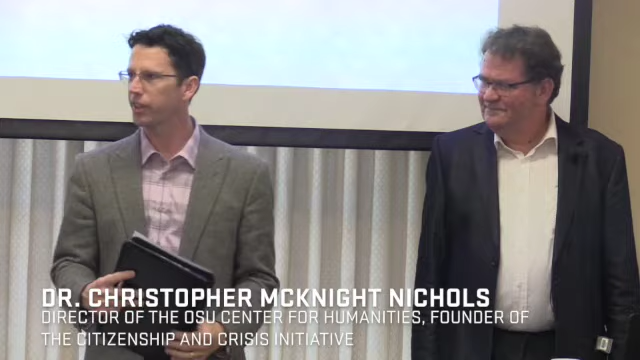 DR. CHRISTOPHER MCKNIGHT NICHOLS
DIRECTOR OF THE OSU CENTER FOR HUMANITIES, FOUNDER OF
THE CITIZENSHIP AND CRISIS INITIATIVE